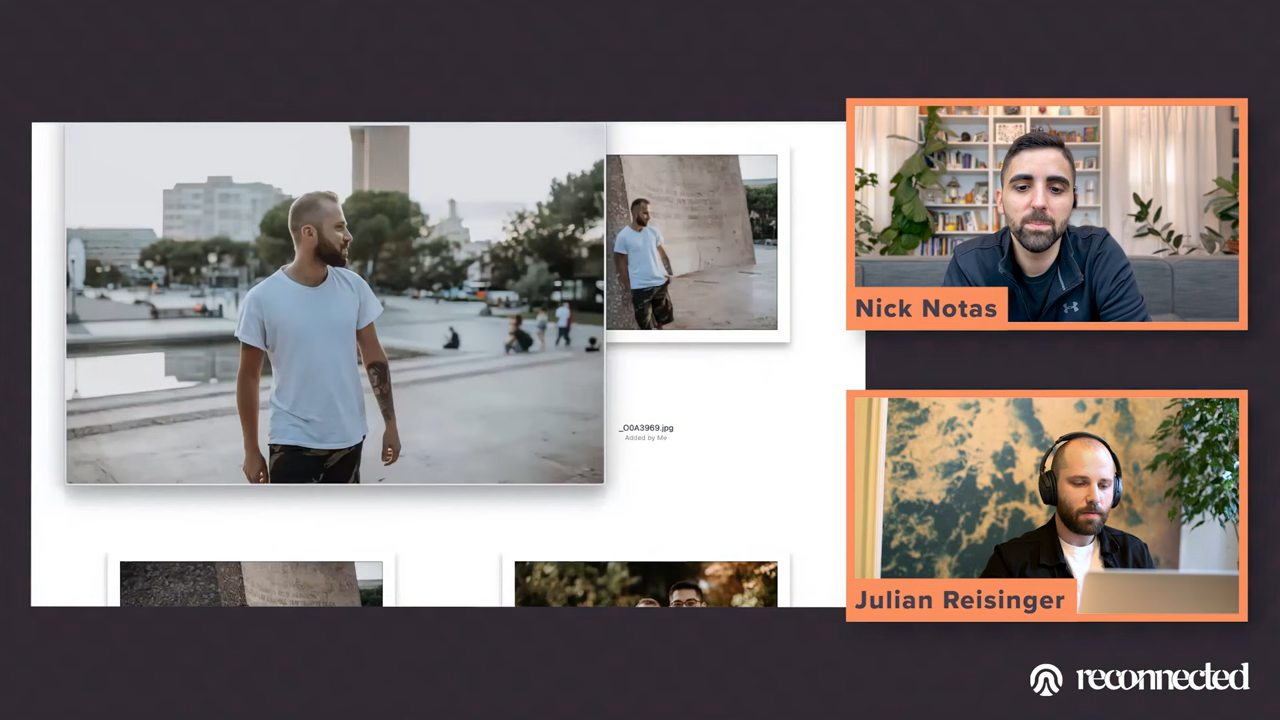 Nick Notas
_O0A3969.jpg
Added by Me
Julian Reisinger
reconnected